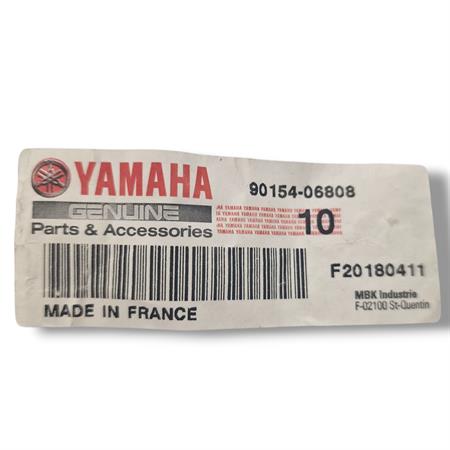 YAMAHA
GENUINE
Parts & Accessories
90154-06808
10
F20180411
MBK Industrie
F-02100 St-Quentin
MADE IN FRANCE